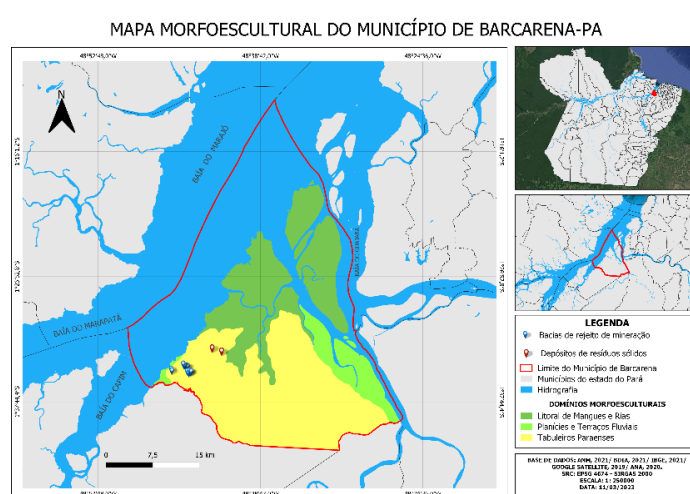 MAPA MORFOESCULTURAL DO MUNICÍPIO DE BARCARENA-PA
N
BAÍA DO MARAJÓ
BAÍA DO MARAPATÁ
BAÍA DO CAPIM
0 7,5 15 km
LEGENDA
Bacias de rejeito de mineração
Depósitos de resíduos sólidos
Limite do Município de Barcarena
Municípios do estado do Pará
Hidrografia
DOMÍNIOS MORFOESCULTURAIS
Litoral de Mangues e Rias
Planícies e Terraços Fluviais
Tabuleiros Paraenses
BASE DE DADOS: ANM, 2021/ BDIA, 2021/ IBGE, 2021/
GOOGLE SATELLITE, 2019/ ANA, 2020.
SRC: EPSG 4674 - SIRGAS 2000
ESCALA: 1: 250000
DATA: 11/02/2023